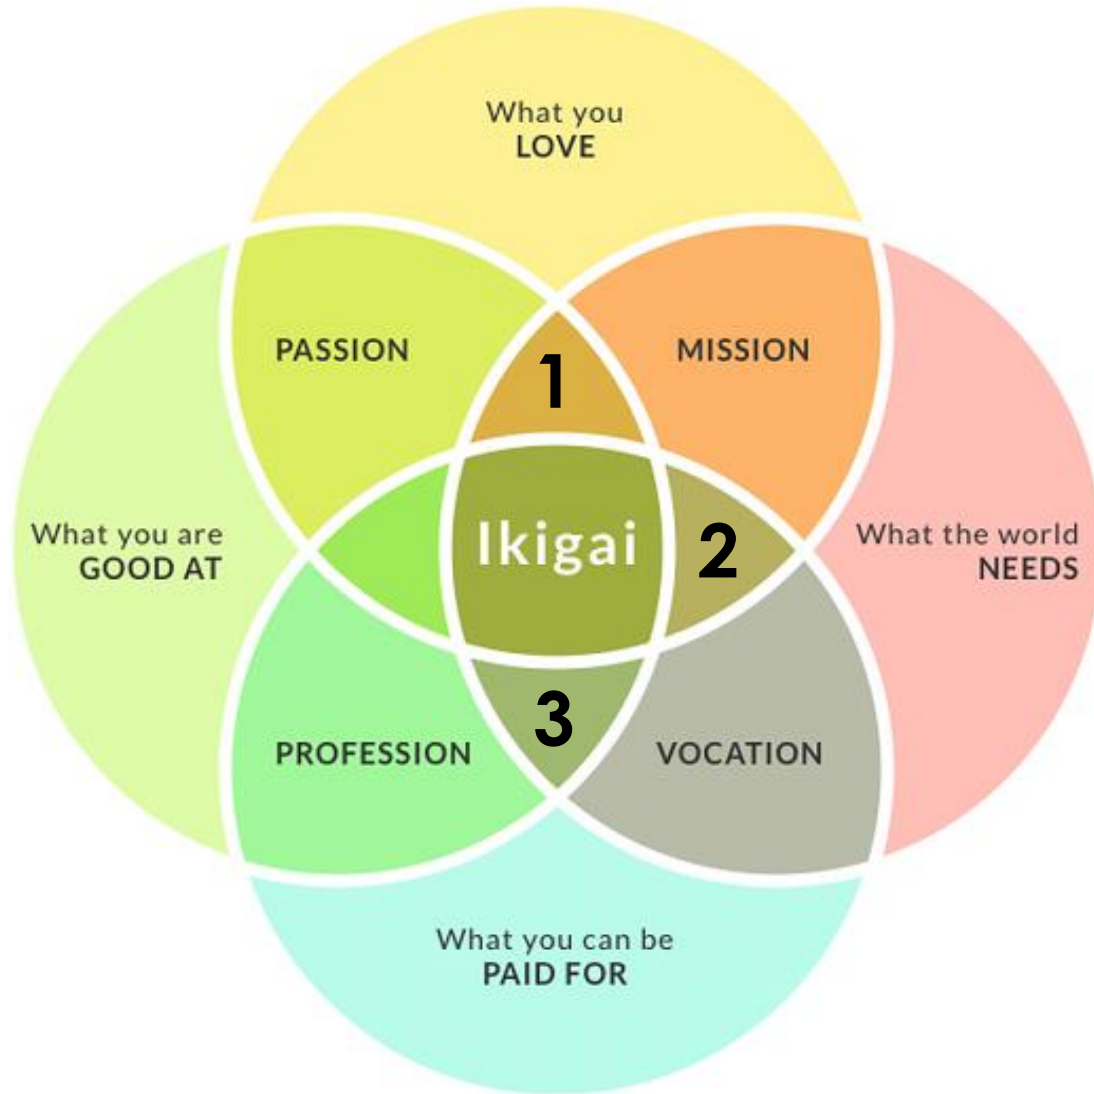 What you
LOVE
PASSION
1
MISSION
What you are
GOOD AT
Ikigai
2
What the world
NEEDS
3
PROFESSION
VOCATION
What you can be
PAID FOR